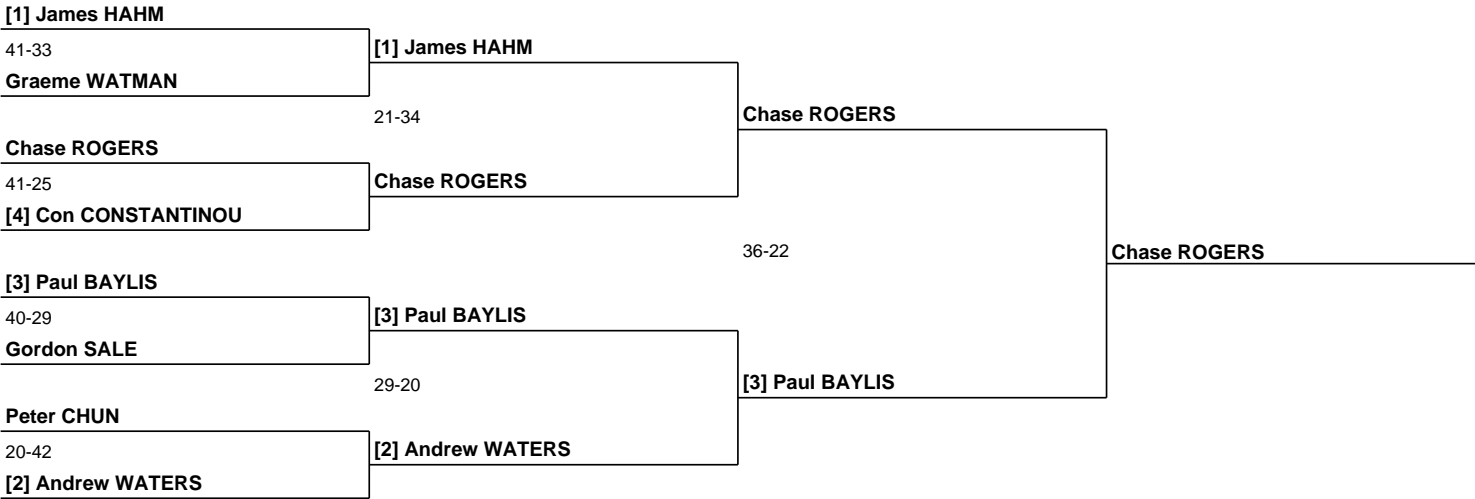 [1] James HAHM
41-33
Graeme WATMAN
Chase ROGERS
41-25
[4] Con CONSTANTINOU
[3] Paul BAYLIS
40-29
Gordon SALE
Peter CHUN
20-42
[2] Andrew WATERS
[1] James HAHM
21-34
Chase ROGERS
[3] Paul BAYLIS
29-20
[2] Andrew WATERS
Chase ROGERS
36-22
[3] Paul BAYLIS
Chase ROGERS